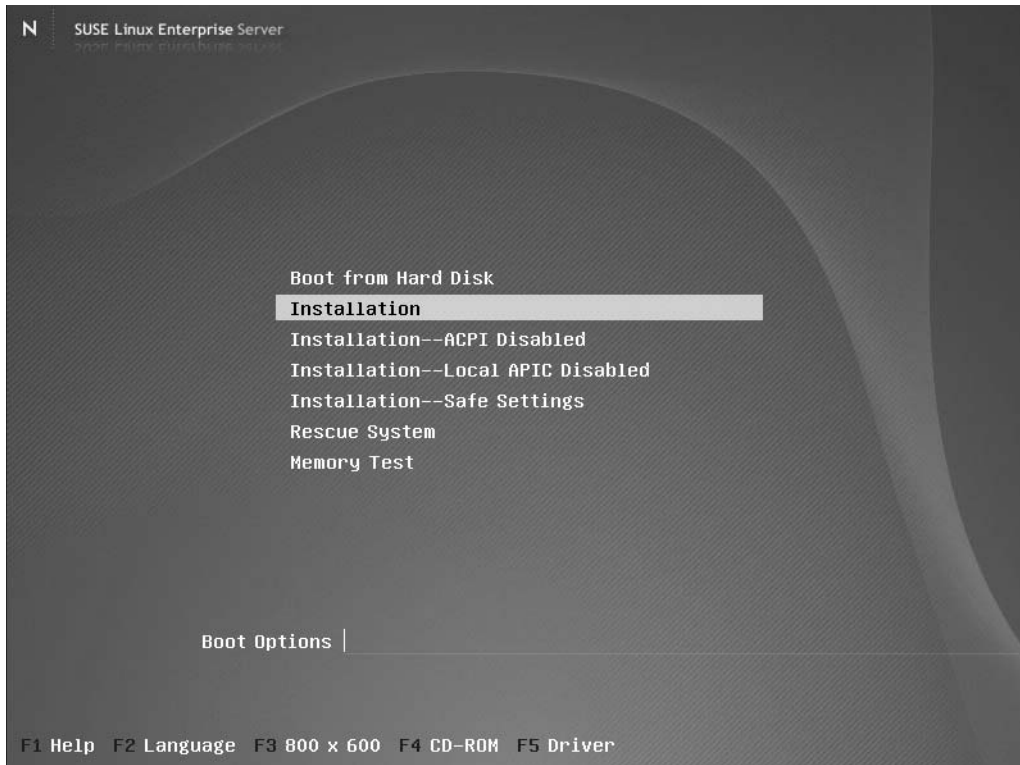 N SUSE Linux Enterprise Server
Boot from Hard Disk
Installation
Installation--ACPI Disabled
Installation--Local APIC Disabled
Installation--Safe Settings
Rescue System
Memory Test
Boot Options
F1 Help F2 Language F3 800 x 600 F4 CD-ROM F5 Driver